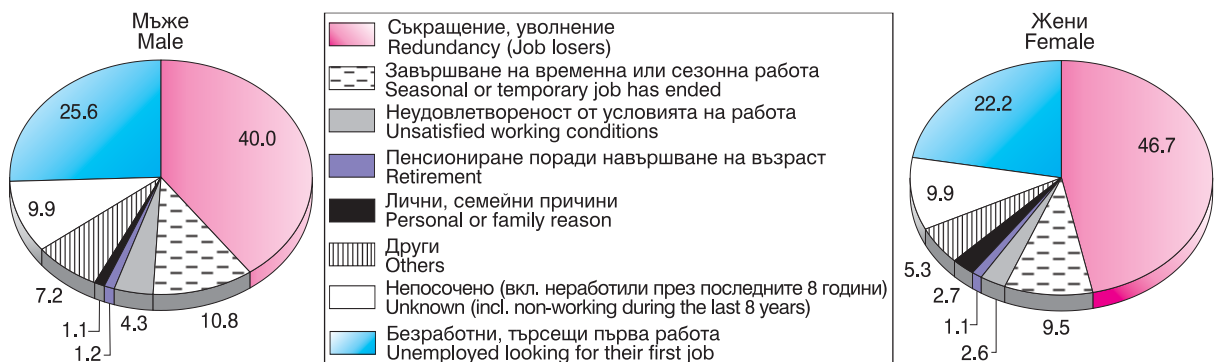 Мъже
Male
25.6
40.0
9.9
7.2
1.1
1.2
4.3
10.8
Съкращение, уволнение
Redundancy (Job losers)
Завършване на временна или сезонна работа
Seasonal or temporary job has ended
Неудовлетвореност от условията на работа
Unsatisfied working conditions
Пенсиониране поради навършване на възраст
Retirement
Лични, семейни причини
Personal or family reason
Други
Others
Непосочено (вкл. неработили през последните 8 години)
Unknown (incl. non-working during the last 8 years)
Безработни, търсещи първа работа
Unemployed looking for their first job
Жени
Female
22.2
46.7
9.9
5.3
2.7
1.1
2.6
9.5